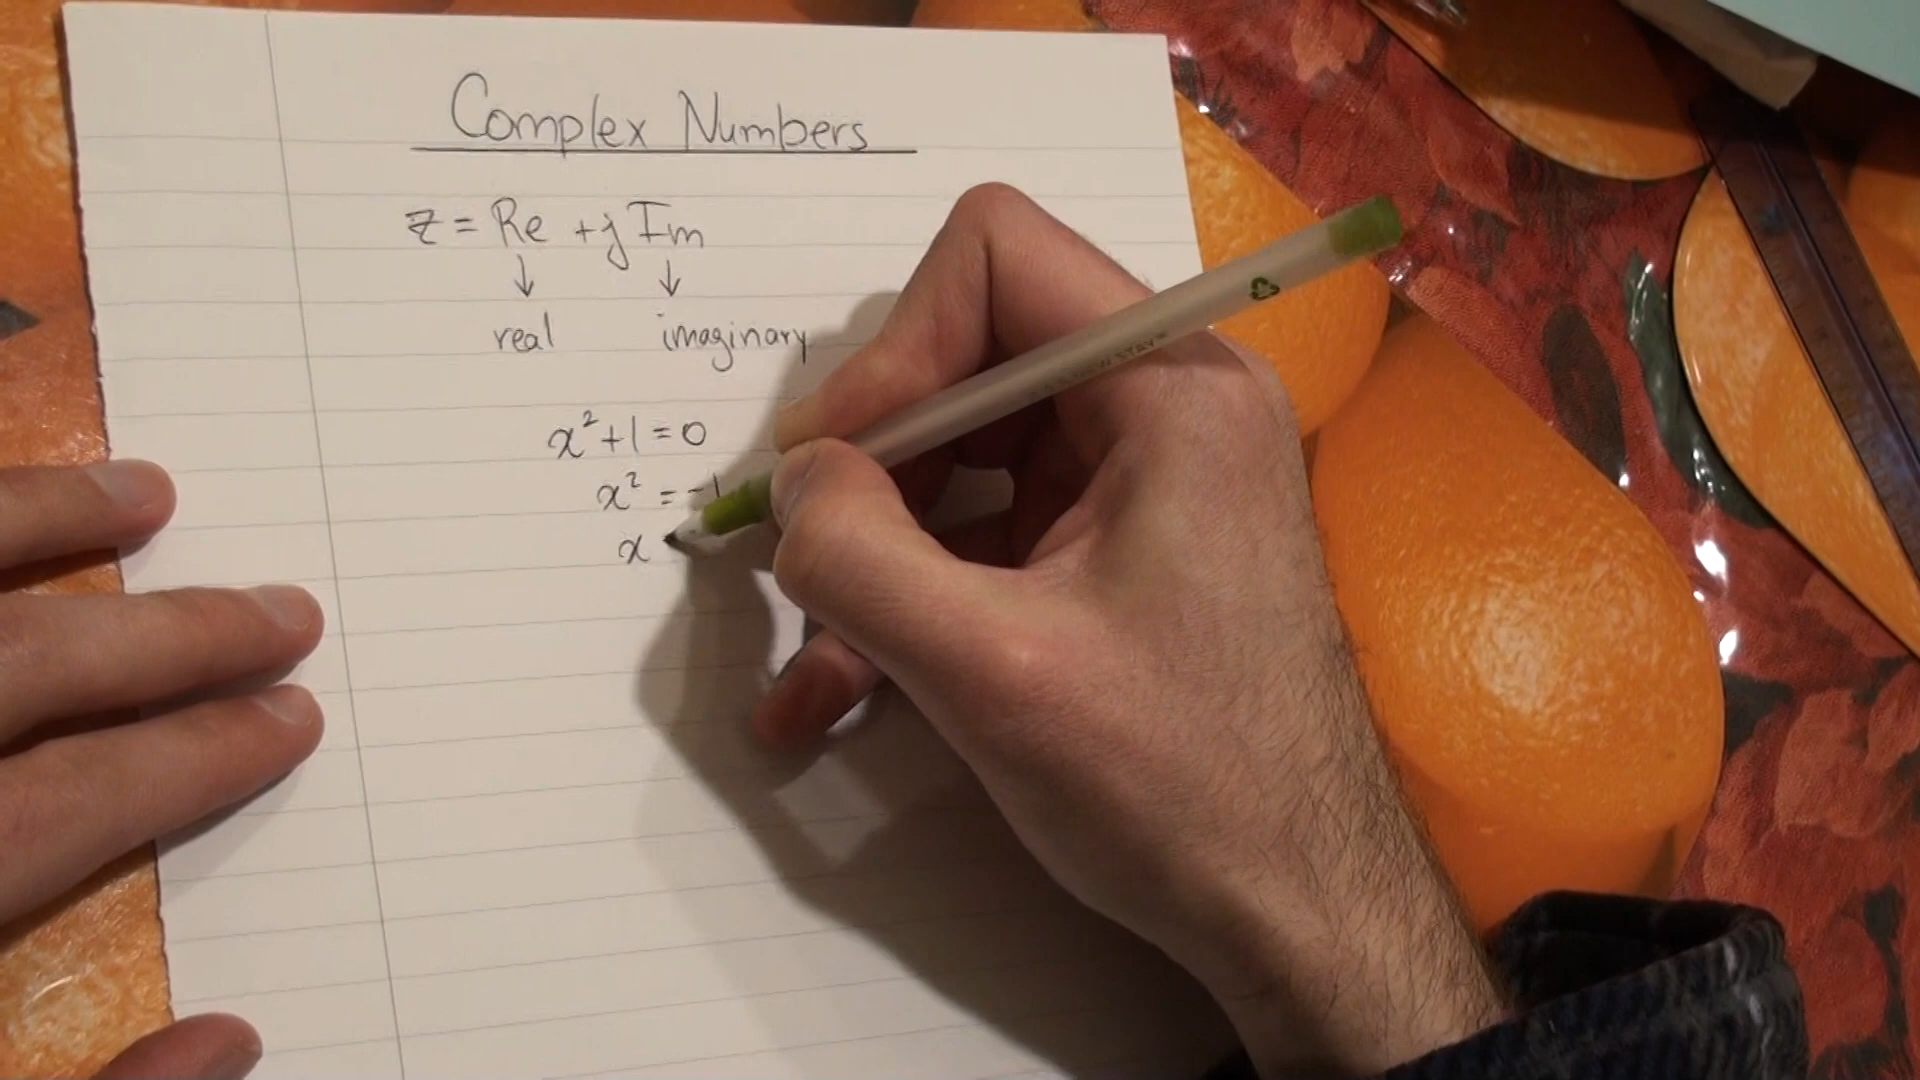 Complex Numbers
z = Re + j Im
↓ ↓
real imaginary
x² + 1 = 0
x² = -1
x